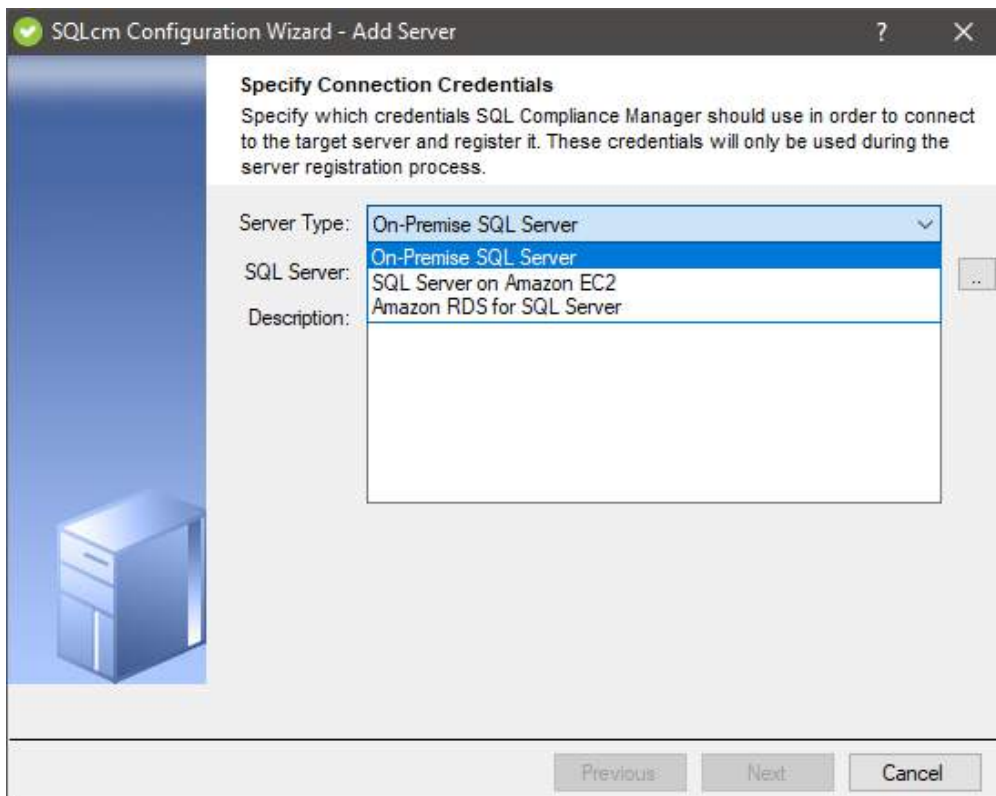 SQLcm Configuration Wizard - Add Server ? ×
Specify Connection Credentials
Specify which credentials SQL Compliance Manager should use in order to connect
to the target server and register it. These credentials will only be used during the
server registration process.
Server Type: On-Premise SQL Server
On-Premise SQL Server
SQL Server: SQL Server on Amazon EC2 ..
Amazon RDS for SQL Server
Description:
Previous Next Cancel